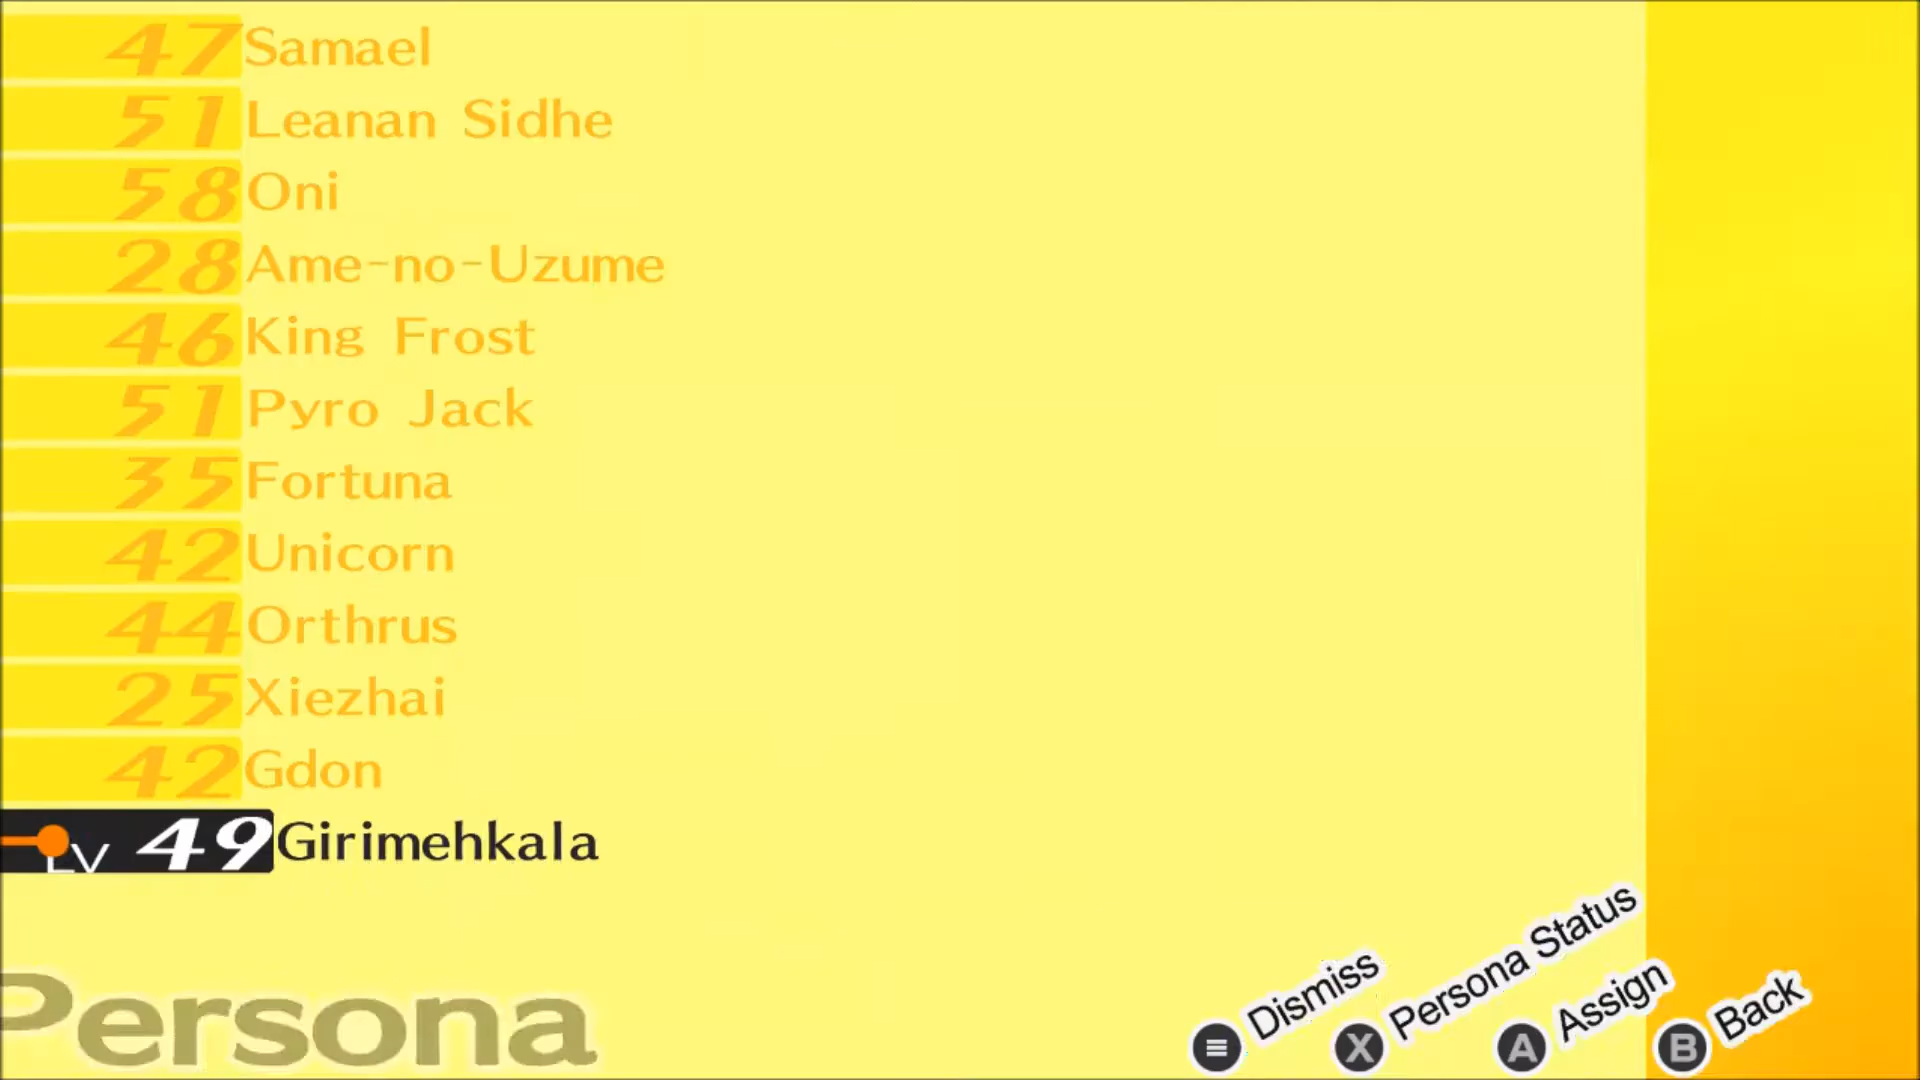 47 Samael
51 Leanan Sidhe
58 Oni
28 Ame-no-Uzume
46 King Frost
51 Pyro Jack
35 Fortuna
42 Unicorn
44 Orthrus
25 Xiezhai
42 Gdon
LV 49 Girimehkala
Persona
Dismiss
X Persona Status
A Assign
B Back